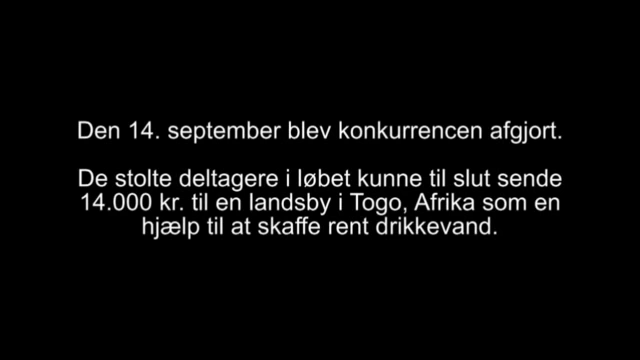 Den 14. september blev konkurrencen afgjort.
De stolte deltagere i løbet kunne til slut sende
14.000 kr. til en landsby i Togo, Afrika som en
hjælp til at skaffe rent drikkevand.